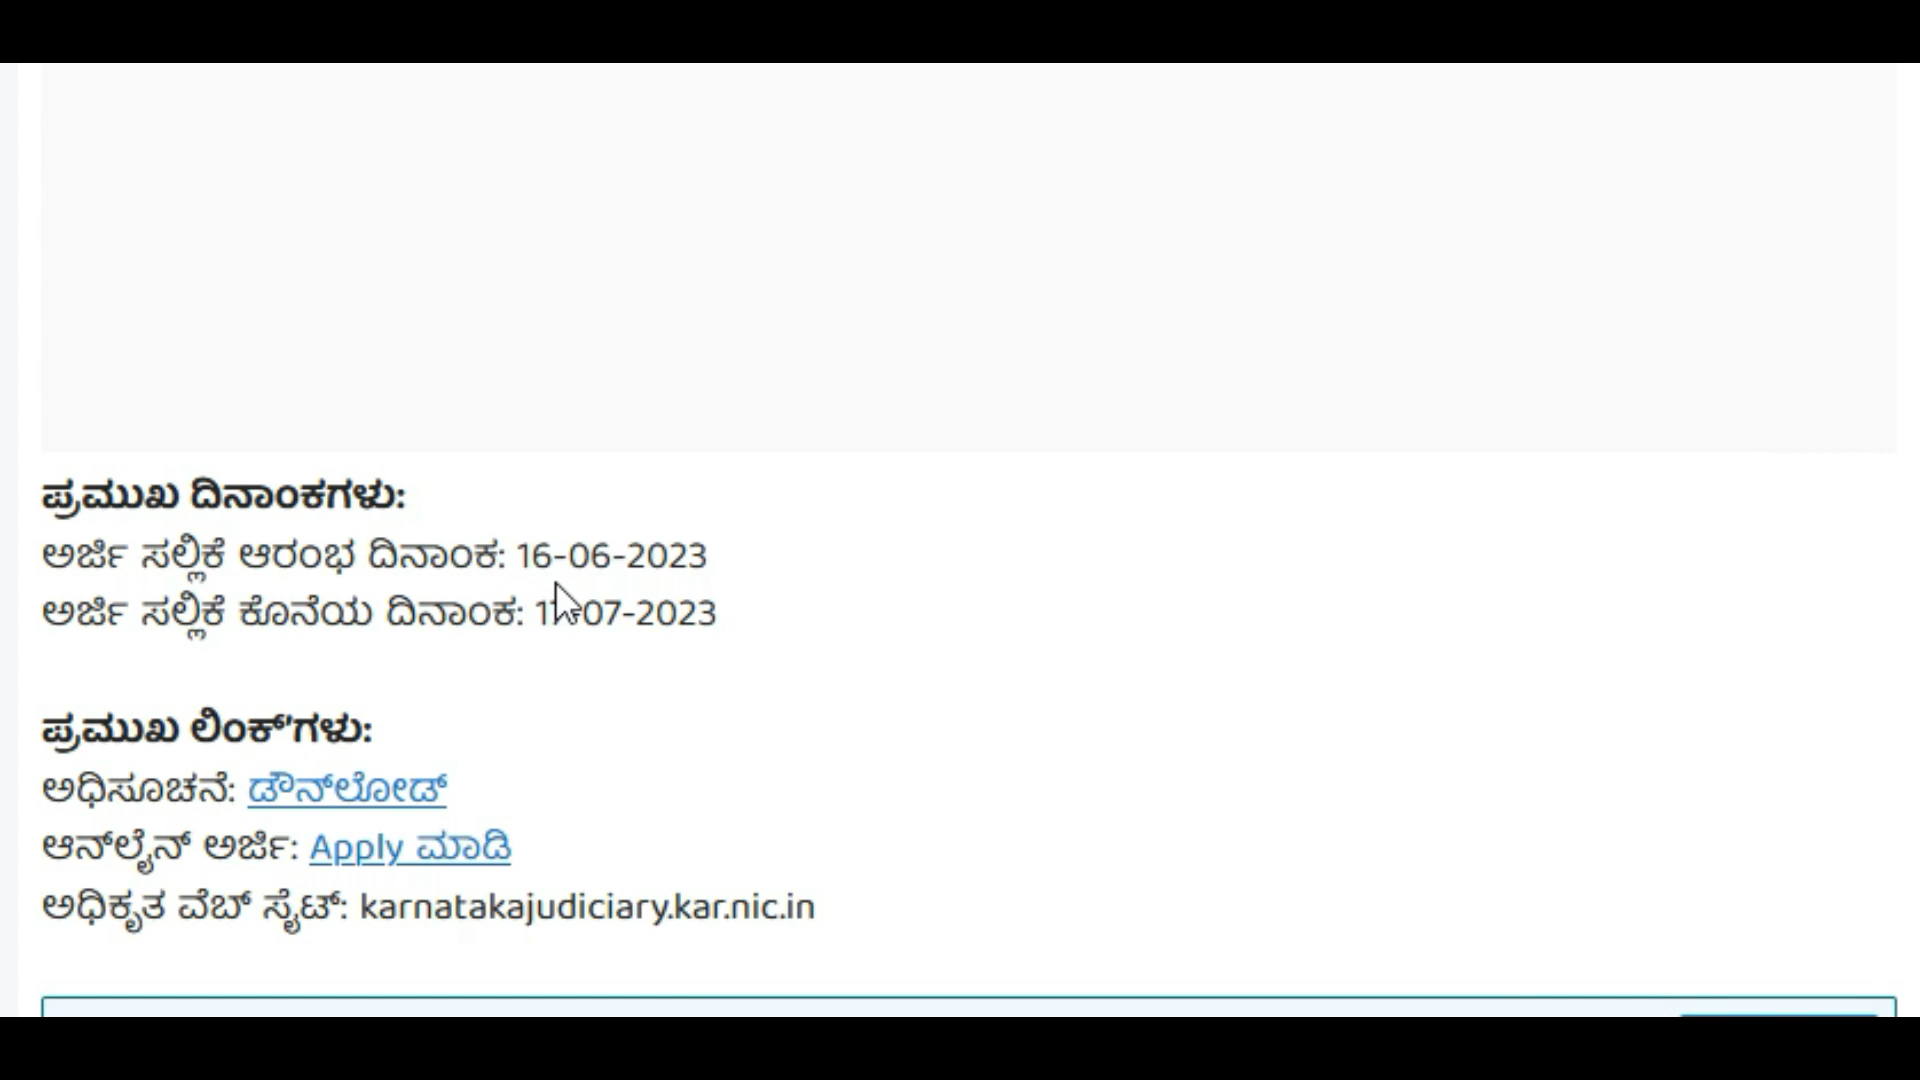 ಪ್ರಮುಖ ದಿನಾಂಕಗಳು:
ಅರ್ಜಿ ಸಲ್ಲಿಕೆ ಆರಂಭ ದಿನಾಂಕ: 16-06-2023
ಅರ್ಜಿ ಸಲ್ಲಿಕೆ ಕೊನೆಯ ದಿನಾಂಕ:
ಪ್ರಮುಖ ಲಿಂಕ್'ಗಳು:
ಅಧಿಸೂಚನೆ: ಡೌನ್‌ಲೋಡ್
ಆನ್‌ಲೈನ್ ಅರ್ಜಿ: Apply ಮಾಡಿ
ಅಧಿಕೃತ ವೆಬ್ ಸೈಟ್: karnatakajudiciary.kar.nic.in